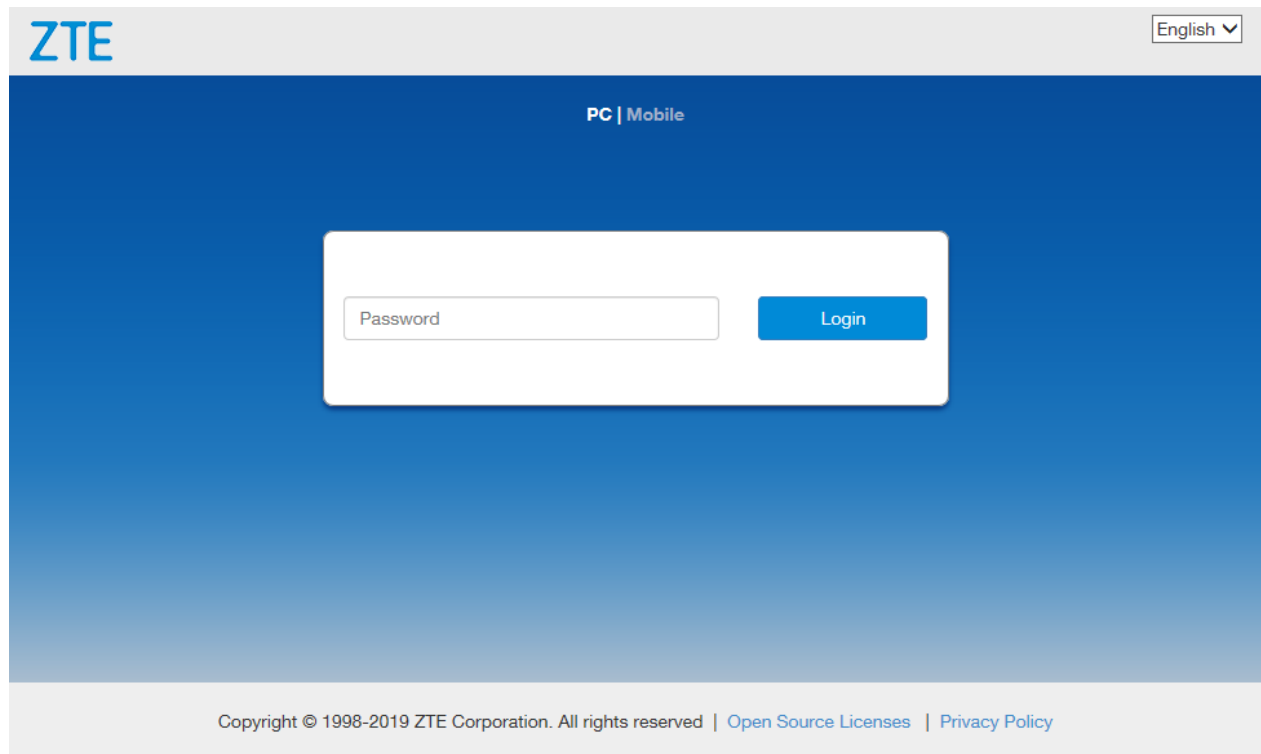 ZTE
English
PC | Mobile
Password
Login
Copyright © 1998-2019 ZTE Corporation. All rights reserved | Open Source Licenses | Privacy Policy